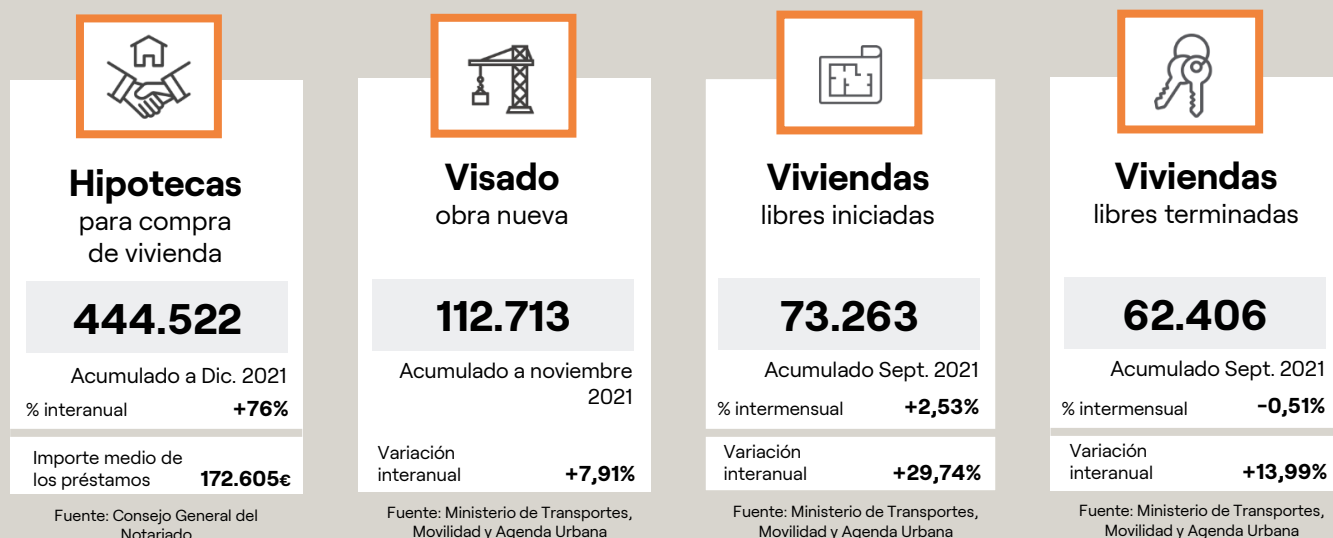 Hipotecas
para compra
de vivienda
444.522
Acumulado a Dic. 2021
% interanual +76%
Importe medio de
los préstamos 172.605€
Fuente: Consejo General del
Notariado
Visado
obra nueva
112.713
Acumulado a noviembre
2021
Variación
interanual +7,91%
Fuente: Ministerio de Transportes,
Movilidad y Agenda Urbana
Viviendas
libres iniciadas
73.263
Acumulado Sept. 2021
% intermensual +2,53%
Variación
interanual +29,74%
Fuente: Ministerio de Transportes,
Movilidad y Agenda Urbana
Viviendas
libres terminadas
62.406
Acumulado Sept. 2021
% intermensual -0,51%
Variación
interanual +13,99%
Fuente: Ministerio de Transportes,
Movilidad y Agenda Urbana